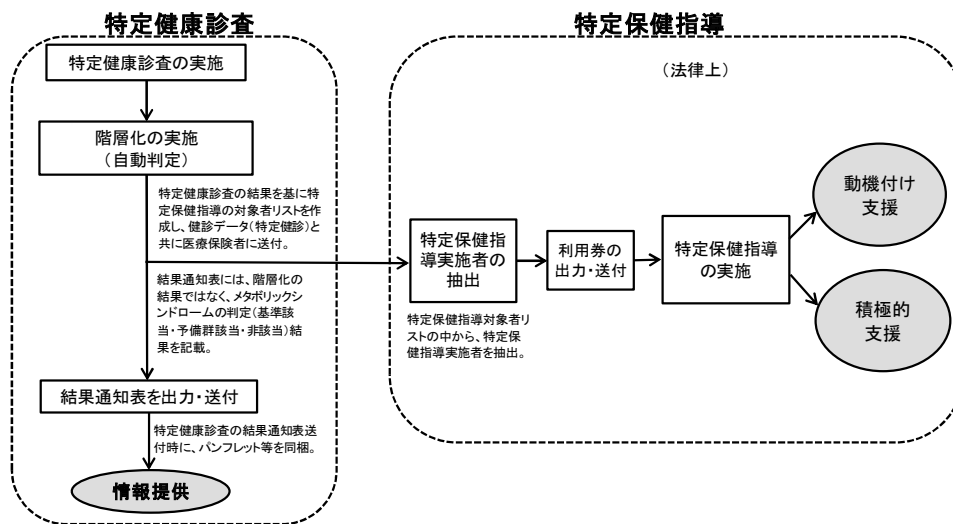 特定健康診査
特定健康診査の実施
階層化の実施
(自動判定)
特定健康診査の結果を基に特
定保健指導の対象者リストを作
成し、健診データ(特定健診)と
共に医療保険者に送付。
結果通知表には、階層化の
結果ではなく、メタボリックシ
ンドロームの判定(基準該
当・予備群該当・非該当)結
果を記載。
結果通知表を出力・送付
特定健康診査の結果通知表送
付時に、パンフレット等を同梱。
情報提供
特定保健指導
(法律上)
特定保健指
導実施者の
抽出
特定保健指導対象者リ
ストの中から、特定保
健指導実施者を抽出。
利用券の
出力・送付
特定保健指導
の実施
動機付け
支援
積極的
支援